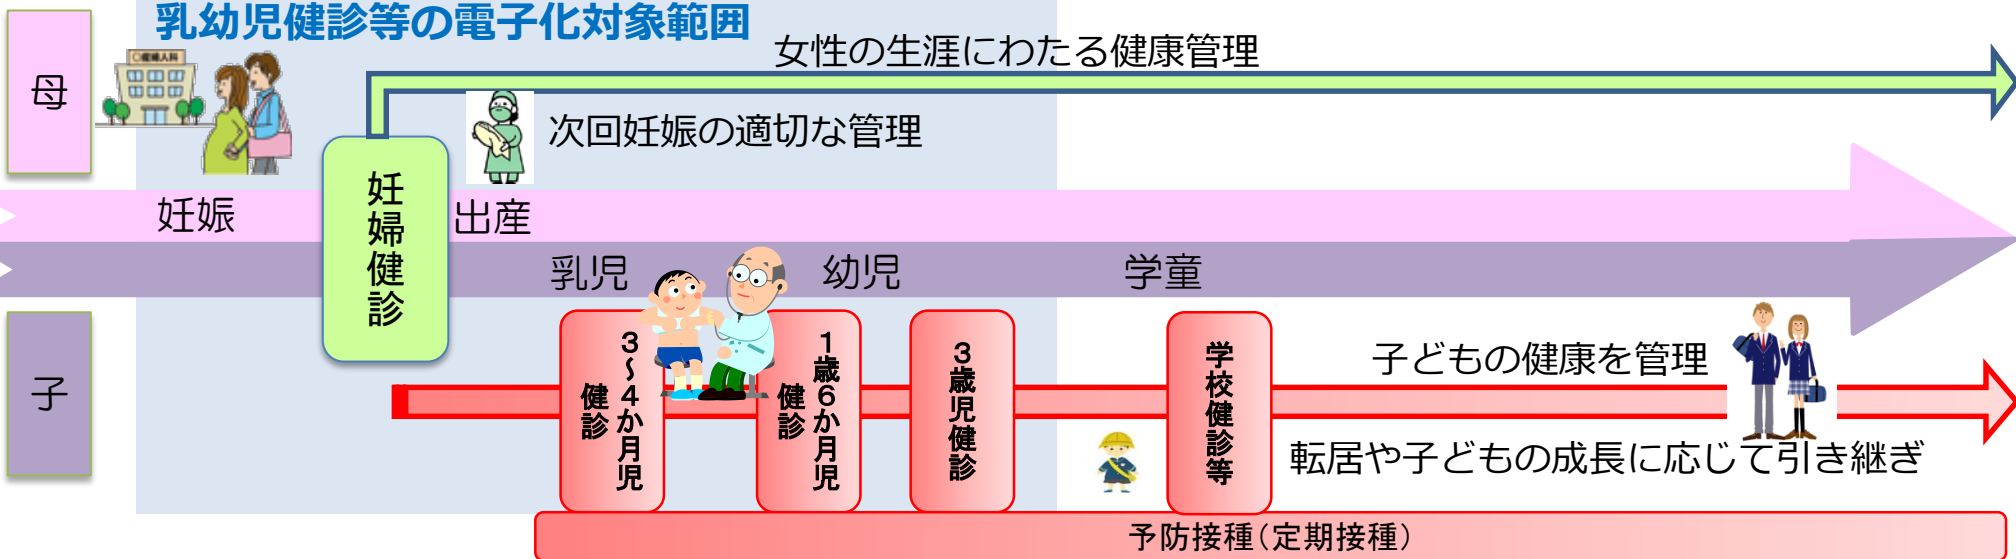 乳幼児健診等の電子化対象範囲
母
○産婦人科
女性の生涯にわたる健康管理
次回妊娠の適切な管理
妊娠
妊婦健診
出産
乳児
幼児
学童
子
3～4か月児
健診
1歳6か月児
健診
3歳児健診
学校健診等
子どもの健康を管理
転居や子どもの成長に応じて引き継ぎ
予防接種(定期接種)